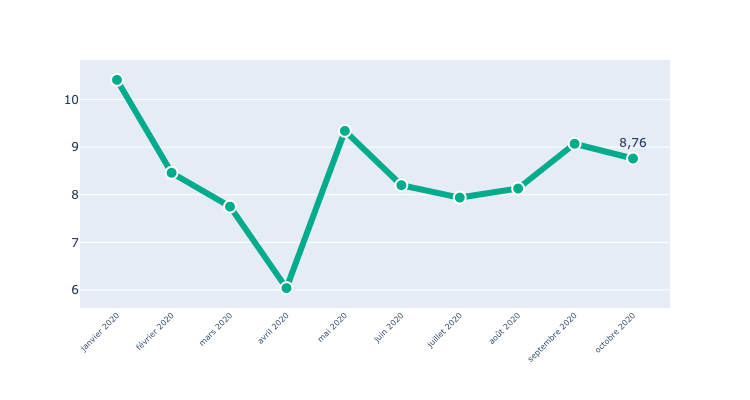 10
9
8
7
6
8,76
janvier 2020
février 2020
mars 2020
avril 2020
mai 2020
juin 2020
juillet 2020
août 2020
septembre 2020
octobre 2020